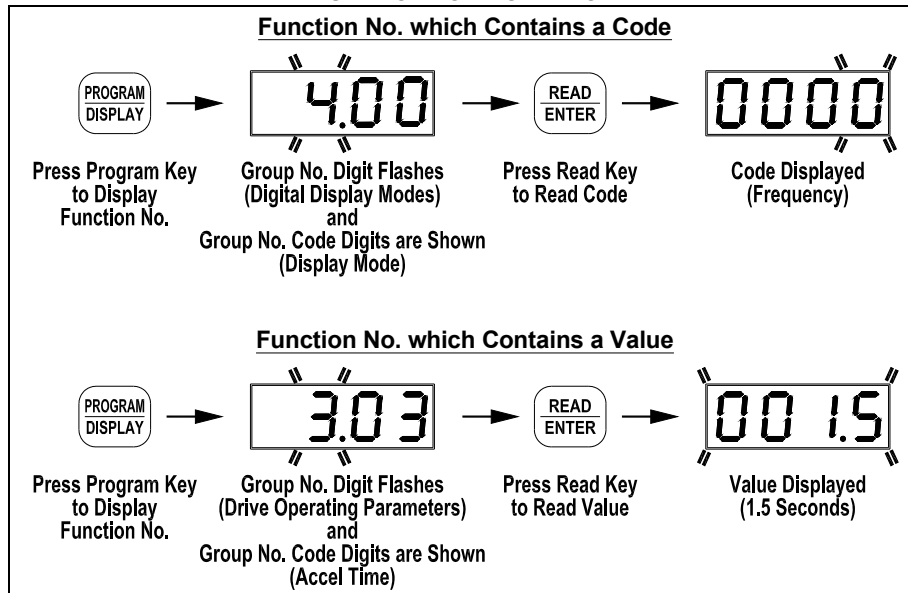 Function No. which Contains a Code
PROGRAM
DISPLAY
4.00
READ
ENTER
0000
Press Program Key
to Display
Function No.
Group No. Digit Flashes
(Digital Display Modes)
and
Group No. Code Digits are Shown
(Display Mode)
Press Read Key
to Read Code
Code Displayed
(Frequency)
Function No. which Contains a Value
PROGRAM
DISPLAY
3.03
READ
ENTER
001.5
Press Program Key
to Display
Function No.
Group No. Digit Flashes
(Drive Operating Parameters)
and
Group No. Code Digits are Shown
(Accel Time)
Press Read Key
to Read Value
Value Displayed
(1.5 Seconds)